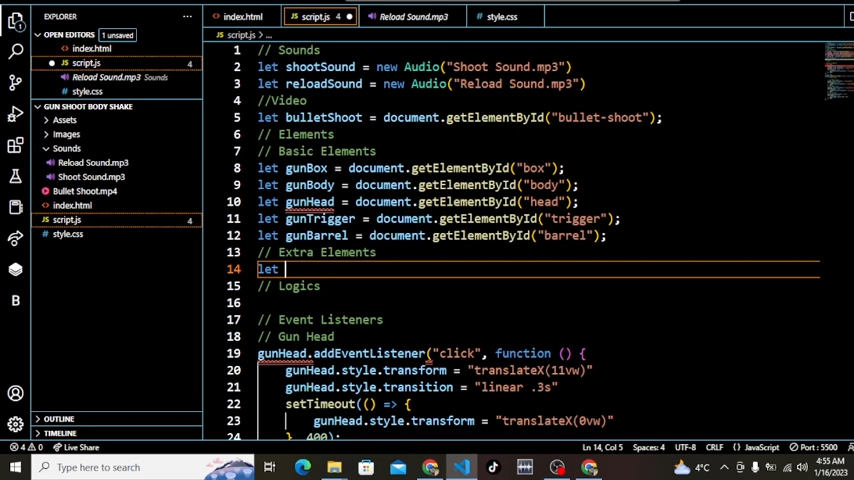 EXPLORER
···
index.html
JS script.js 4
Reload Sound.mp3
style.css
OPEN EDITORS 1 unsaved
index.html
JS script.js 4
Reload Sound.mp3 Sounds
style.css
GUN SHOOT BODY SHAKE
Assets
Images
Sounds
Reload Sound.mp3
Shoot Sound.mp3
Bullet Shoot.mp4
index.html
JS script.js 4
style.css
OUTLINE
TIMELINE
JS script.js > ...
1 // Sounds
2 let shootSound = new Audio("Shoot Sound.mp3")
3 let reloadSound = new Audio("Reload Sound.mp3")
4 //Video
5 let bulletShoot = document.getElementById("bullet-shoot");
6 // Elements
7 // Basic Elements
8 let gunBox = document.getElementById("box");
9 let gunBody = document.getElementById("body");
10 let gunHead = document.getElementById("head");
11 let gunTrigger = document.getElementById("trigger");
12 let gunBarrel = document.getElementById("barrel");
13 // Extra Elements
14 let
15 // Logics
16
17 // Event Listeners
18 // Gun Head
19 gunHead.addEventListener("click", function () {
20 gunHead.style.transform = "translateX(11vw)"
21 gunHead.style.transition = "linear .3s"
22 setTimeout(() => {
23 gunHead.style.transform = "translateX(0vw)"
24 }, 400);
4 0 Live Share
Ln 14, Col 5 Spaces: 4 UTF-8 CRLF {} JavaScript Port : 5500
Type here to search
4°C
4:55 AM
1/16/2023